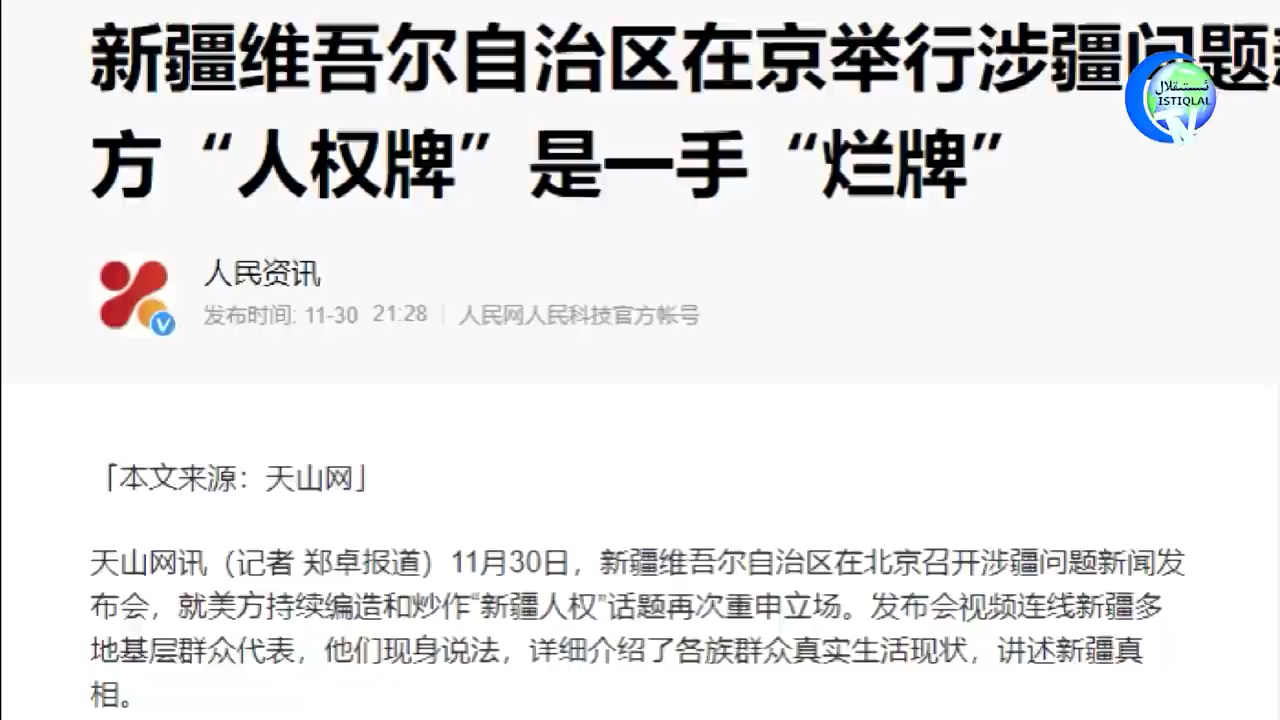 新疆维吾尔自治区在京举行涉疆问题
ئىستىقلال
ISTIQLAL
TV
方“人权牌”是一手“烂牌”
人民资讯
发布时间: 11-30 21:28 | 人民网人民科技官方帐号
「本文来源：天山网」
天山网讯（记者 郑卓报道）11月30日，新疆维吾尔自治区在北京召开涉疆问题新闻发
布会，就美方持续编造和炒作“新疆人权”话题再次重申立场。发布会视频连线新疆多
地基层群众代表，他们现身说法，详细介绍了各族群众真实生活现状，讲述新疆真
相。